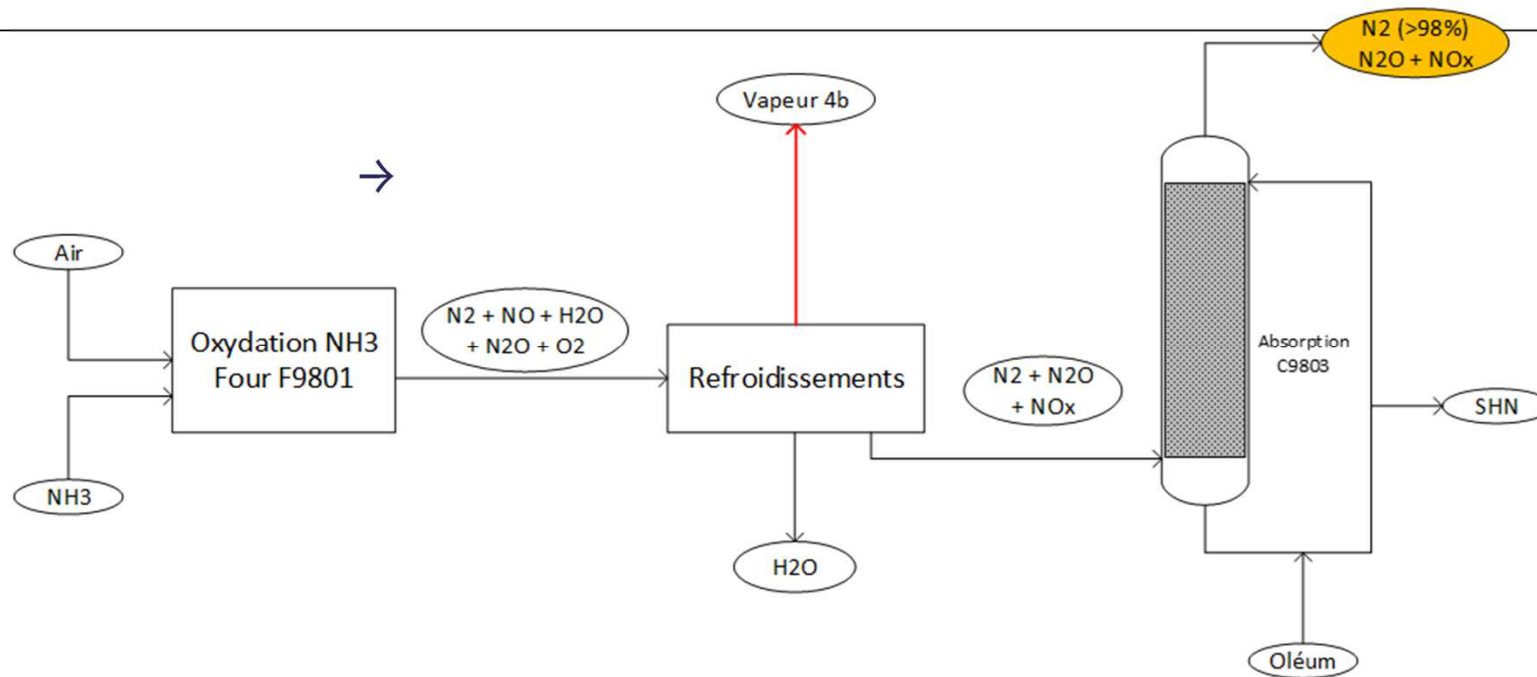 N2 (>98%)
N2O + NOx
Vapeur 4b
→
Air
Oxydation NH3
Four F9801
N2 + NO + H2O
+ N2O + O2
Refroidissements
N2 + N2O
+ NOx
Absorption
C9803
SHN
NH3
H2O
Oléum